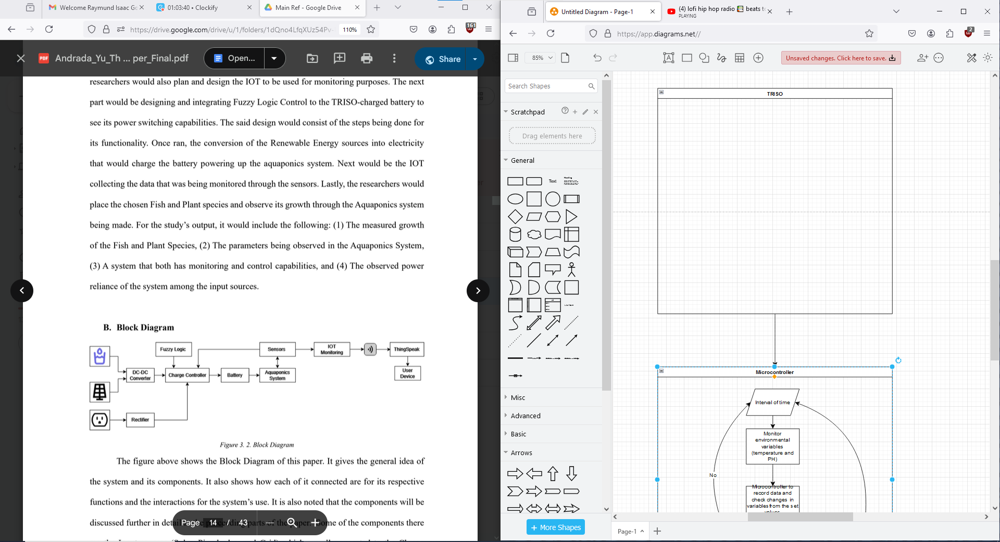 Welcome Raymund Isaac Go
01:03:40 • Clockify
Main Ref - Google Drive
https://drive.google.com/drive/u/1/folders/1dQno4LfqXUz54Pv-
110%
161
Andrada_Yu_Th ... per_Final.pdf
PDF
Open...
Share
researchers would also plan and design the IOT to be used for monitoring purposes. The next
part would be designing and integrating Fuzzy Logic Control to the TRISO-charged battery to
see its power switching capabilities. The said design would consist of the steps being done for
its functionality. Once ran, the conversion of the Renewable Energy sources into electricity
that would charge the battery powering up the aquaponics system. Next would be the IOT
collecting the data that was being monitored through the sensors. Lastly, the researchers would
place the chosen Fish and Plant species and observe its growth through the Aquaponics system
being made. For the study's output, it would include the following: (1) The measured growth
of the Fish and Plant Species, (2) The parameters being observed in the Aquaponics System,
(3) A system that both has monitoring and control capabilities, and (4) The observed power
reliance of the system among the input sources.
B. Block Diagram
Fuzzy Logic
Sensors
IOT
Monitoring
ThingSpeak
DC-DC
Converter
Charge Controller
Battery
Aquaponics
System
User
Device
Rectifier
Figure 3. 2. Block Diagram
The figure above shows the Block Diagram of this paper. It gives the general idea of
the system and its components. It also shows how each of it connected are for its respective
functions and the interactions for the system's use. It is also noted that the components will be
discussed further in detail in the preceding parts of the paper. Some of the components there
Page 14 / 43
Untitled Diagram - Page-1
(4) lofi hip hop radio 📚 beats t
PLAYING
https://app.diagrams.net//
2
85%
Unsaved changes. Click here to save.
Search Shapes
Scratchpad
Drag elements here
General
Text
Heading
List Item
Misc
Advanced
Basic
Arrows
+ More Shapes
TRISO
Microcontroller
Interval of time
Monitor
environmental
variables
(temperature and
PH)
No
Microcontroller to
record data and
check changes in
variables from the set
values
Page-1